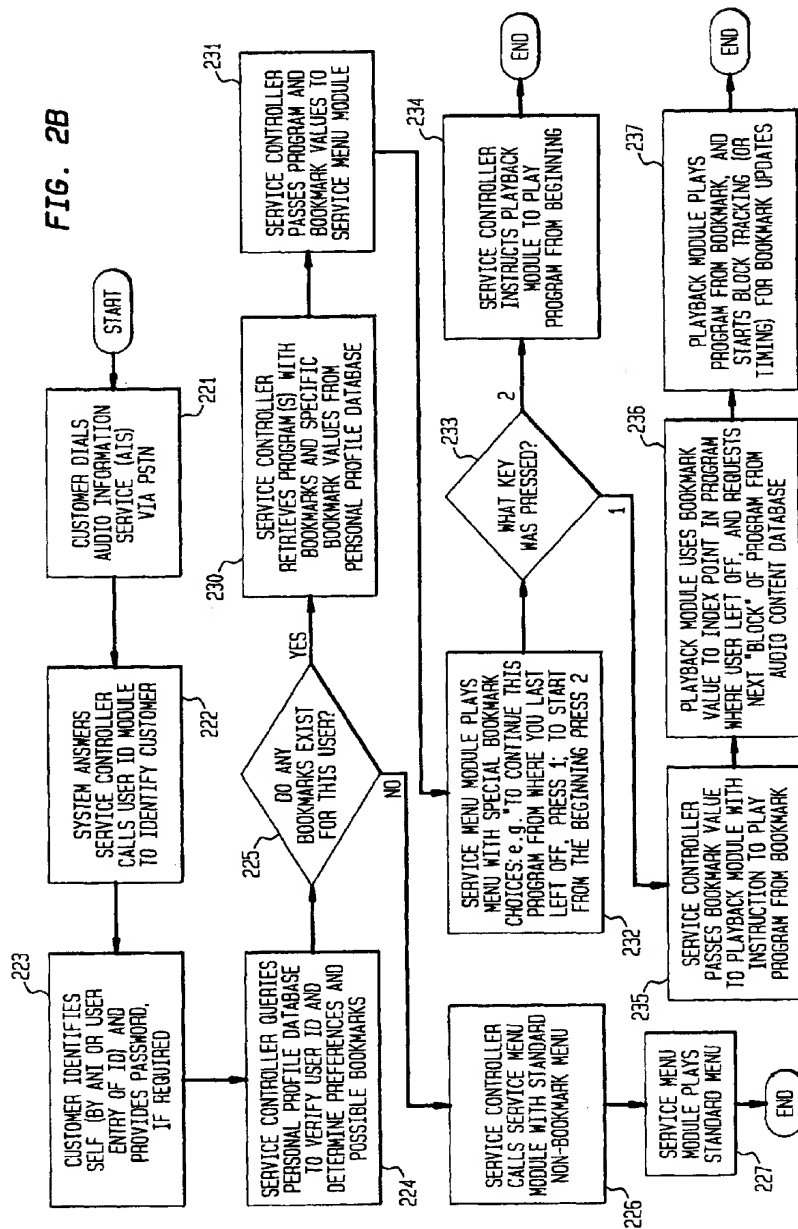 FIG. 2B
START
221
CUSTOMER DIALS
AUDIO INFORMATION
SERVICE (AIS)
VIA PSTN
222
SYSTEM ANSWERS
SERVICE CONTROLLER
CALLS USER ID MODULE
TO IDENTIFY CUSTOMER
223
CUSTOMER IDENTIFIES
SELF (BY ANI OR USER
ENTRY OF ID) AND
PROVIDES PASSWORD,
IF REQUIRED
SERVICE CONTROLLER QUERIES
PERSONAL PROFILE DATABASE
TO VERIFY USER ID AND
DETERMINE PREFERENCES AND
POSSIBLE BOOKMARKS
224
225
DO ANY
BOOKMARKS EXIST
FOR THIS USER?
YES
NO
SERVICE CONTROLLER
CALLS SERVICE MENU
MODULE WITH STANDARD
NON-BOOKMARK MENU
226
SERVICE MENU
MODULE PLAYS
STANDARD MENU
227
END
230
SERVICE CONTROLLER
RETRIEVES PROGRAM(S) WITH
BOOKMARKS AND SPECIFIC
BOOKMARK VALUES FROM
PERSONAL PROFILE DATABASE
231
SERVICE CONTROLLER
PASSES PROGRAM AND
BOOKMARK VALUES TO
SERVICE MENU MODULE
SERVICE MENU MODULE PLAYS
MENU WITH SPECIAL BOOKMARK
CHOICES: e.g. "TO CONTINUE THIS
PROGRAM FROM WHERE YOU LAST
LEFT OFF, PRESS 1; TO START
FROM THE BEGINNING PRESS 2
232
233
WHAT KEY
WAS PRESSED?
2
1
234
SERVICE CONTROLLER
INSTRUCTS PLAYBACK
MODULE TO PLAY
PROGRAM FROM BEGINNING
END
235
SERVICE CONTROLLER
PASSES BOOKMARK VALUE
TO PLAYBACK MODULE WITH
INSTRUCTION TO PLAY
PROGRAM FROM BOOKMARK
236
PLAYBACK MODULE USES BOOKMARK
VALUE TO INDEX POINT IN PROGRAM
WHERE USER LEFT OFF, AND REQUESTS
NEXT "BLOCK" OF PROGRAM FROM
AUDIO CONTENT DATABASE
237
PLAYBACK MODULE PLAYS
PROGRAM FROM BOOKMARK, AND
STARTS BLOCK TRACKING (OR
TIMING) FOR BOOKMARK UPDATES
END